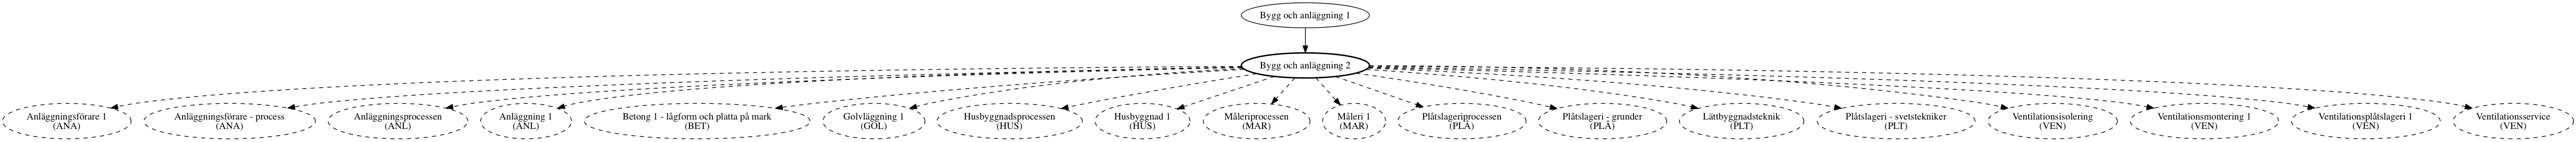 Bygg och anläggning 1
Bygg och anläggning 2
Anläggningsförare 1
(ANA)
Anläggningsförare - process
(ANA)
Anläggningsprocessen
(ANL)
Anläggning 1
(ANL)
Betong 1 - lågform och platta på mark
(BET)
Golvläggning 1
(GOL)
Husbyggnadsprocessen
(HUS)
Husbyggnad 1
(HUS)
Måleriprocessen
(MAR)
Måleri 1
(MAR)
Plåtslageriprocessen
(PLÅ)
Plåtslageri - grunder
(PLÅ)
Lättbyggnadsteknik
(PLT)
Plåtslageri - svetstekniker
(PLT)
Ventilationsisolering
(VEN)
Ventilationsmontering 1
(VEN)
Ventilationsplåtslageri 1
(VEN)
Ventilationsservice
(VEN)